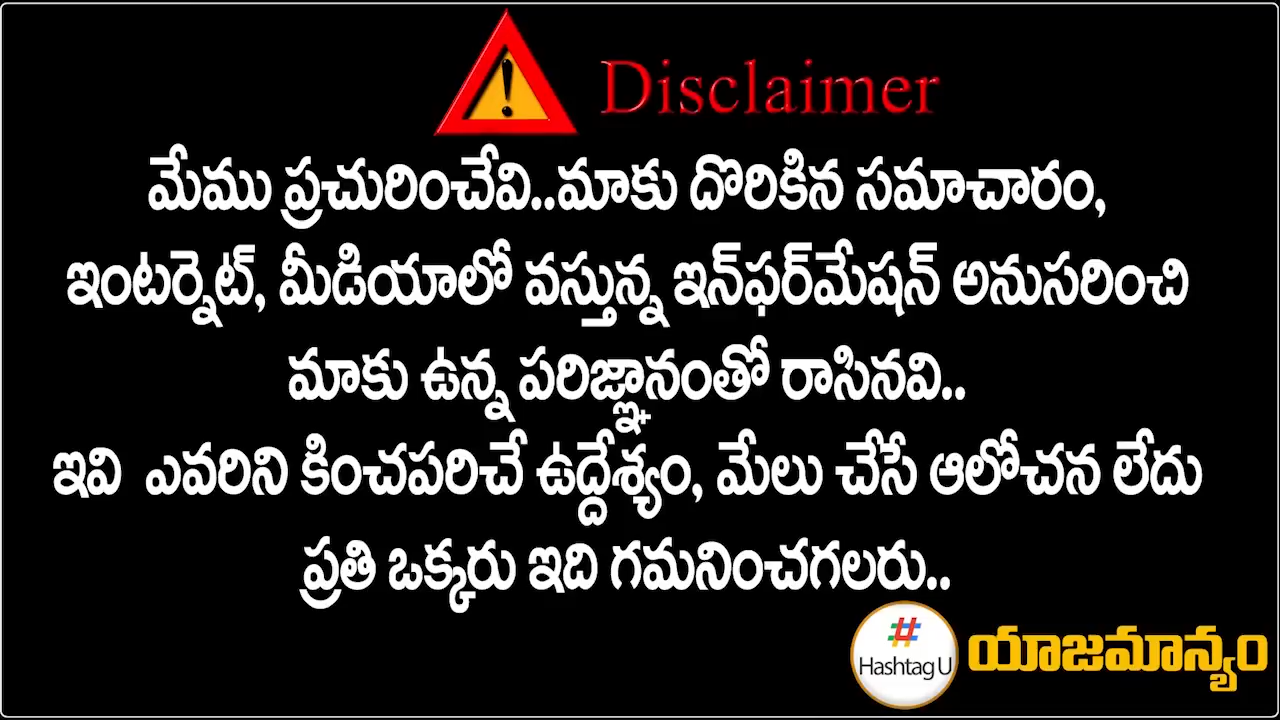 Disclaimer
మేము ప్రచురించేవి..మాకు దొరికిన సమాచారం,
ఇంటర్నెట్, మీడియాలో వస్తున్న ఇన్‌ఫర్‌మేషన్ అనుసరించి
మాకు ఉన్న పరిజ్ఞానంతో రాసినవి..
ఇవి ఎవరిని కించపరిచే ఉద్దేశ్యం, మేలు చేసే ఆలోచన లేదు
ప్రతి ఒక్కరు ఇది గమనించగలరు..
#
Hashtag U
యాజమాన్యం